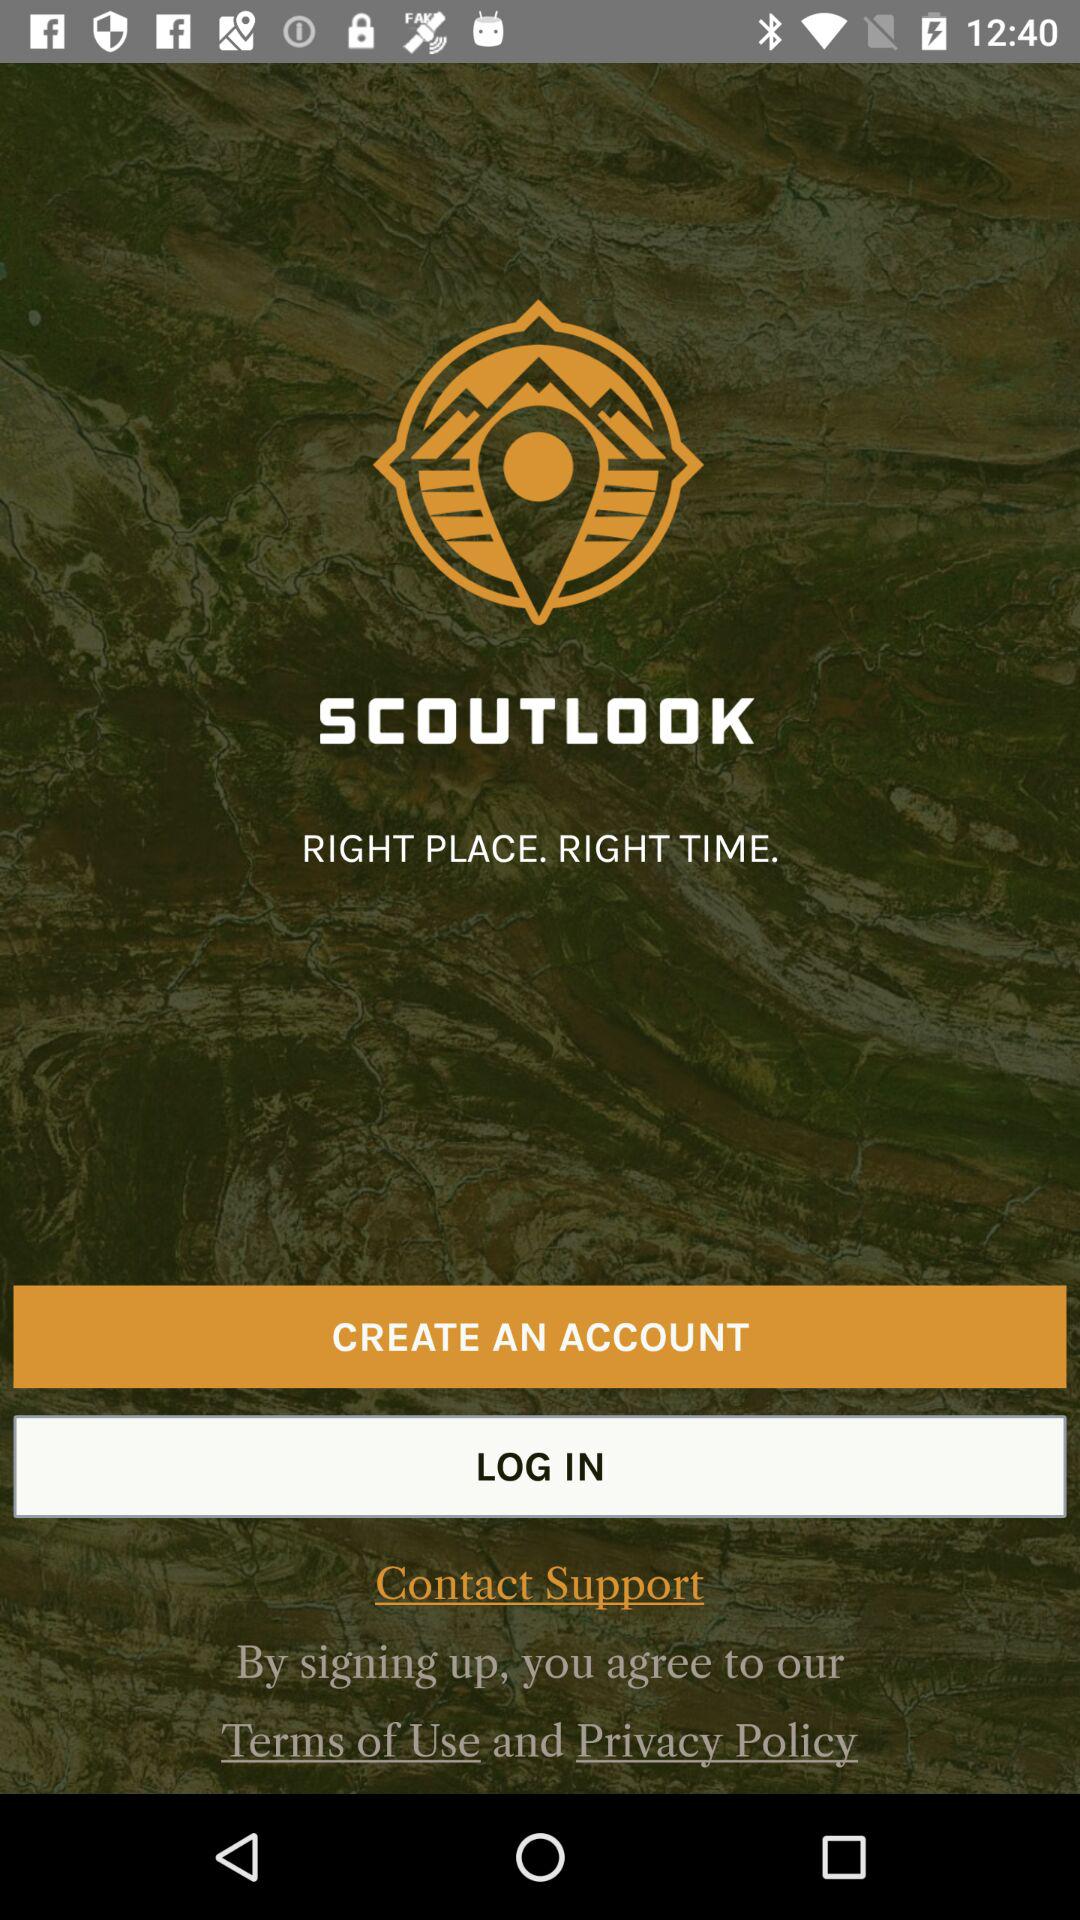 FAKE
12:40
SCOUTLOOK
RIGHT PLACE. RIGHT TIME.
CREATE AN ACCOUNT
LOG IN
Contact Support
By signing up, you agree to our
Terms of Use and Privacy Policy